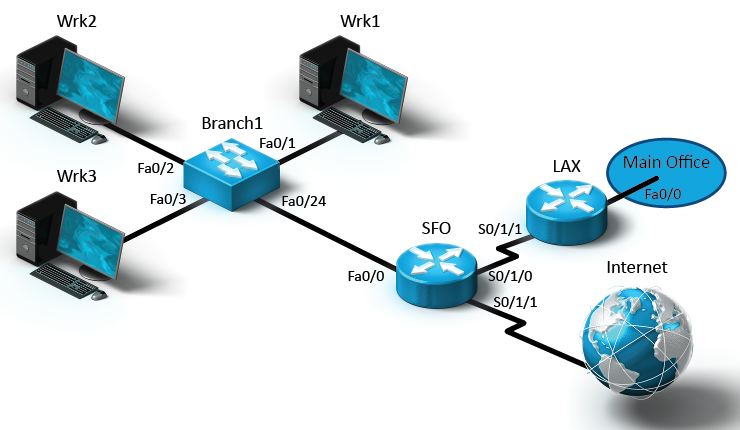 Wrk2
Wrk1
Branch1
Fa0/1
Fa0/2
Wrk3
Fa0/3
Fa0/24
LAX
Main Office
Fa0/0
SFO
S0/1/1
Fa0/0
S0/1/0
Internet
S0/1/1